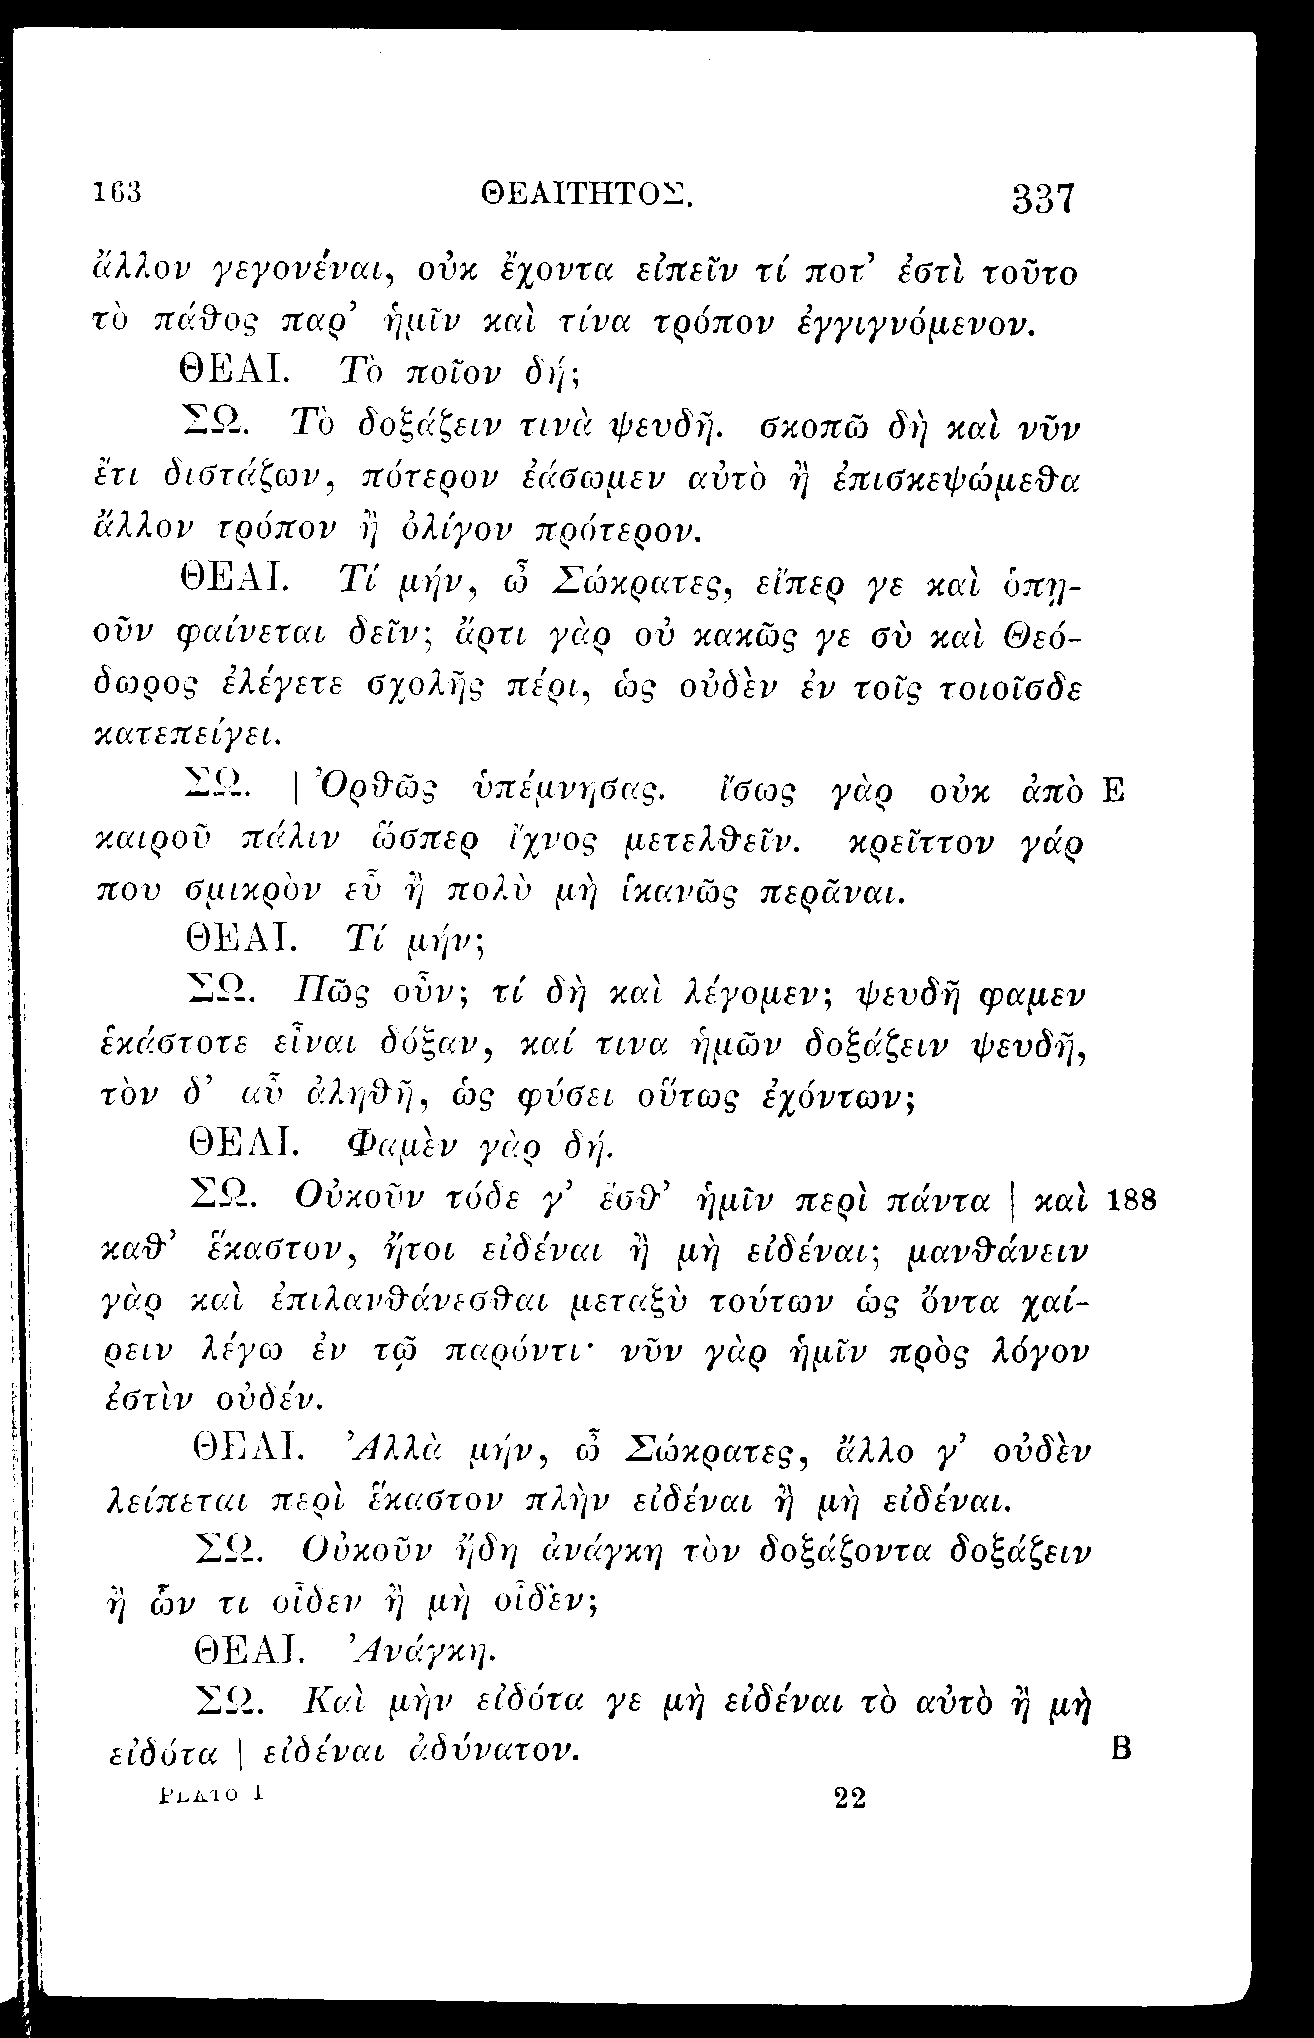 163 ΘΕΑΙΤΗΤΟΣ. 337
ἄλλον γεγονέναι, οὐκ ἔχοντα εἰπεῖν τί ποτ’ ἐστὶ τοῦτο
τὸ πάθος παρ’ ἡμῖν καὶ τίνα τρόπον ἐγγιγνόμενον.
ΘΕΑΙ. Τὸ ποῖον δή;
ΣΩ. Τὸ δοξάζειν τινὰ ψευδῆ. σκοπῶ δὴ καὶ νῦν
ἔτι διστάζων, πότερον ἐάσωμεν αὐτὸ ἢ ἐπισκεψώμεθα
ἄλλον τρόπον ἢ ὀλίγον πρότερον.
ΘΕΑΙ. Τί μήν, ὦ Σώκρατες, εἴπερ γε καὶ ὁπῃ-
οῦν φαίνεται δεῖν; ἄρτι γὰρ οὐ κακῶς γε σὺ καὶ Θεό-
δωρος ἐλέγετε σχολῆς πέρι, ὡς οὐδὲν ἐν τοῖς τοιοῖσδε
κατεπείγει.
ΣΩ. | Ὀρθῶς ὑπέμνησας. ἴσως γὰρ οὐκ ἀπὸ E
καιροῦ πάλιν ὥσπερ ἴχνος μετελθεῖν. κρεῖττον γάρ
που σμικρὸν εὖ ἢ πολὺ μὴ ἱκανῶς περᾶναι.
ΘΕΑΙ. Τί μήν;
ΣΩ. Πῶς οὖν; τί δὴ καὶ λέγομεν; ψευδῆ φαμεν
ἑκάστοτε εἶναι δόξαν, καί τινα ἡμῶν δοξάζειν ψευδῆ,
τὸν δ’ αὖ ἀληθῆ, ὡς φύσει οὕτως ἐχόντων;
ΘΕΑΙ. Φαμὲν γὰρ δή.
ΣΩ. Οὐκοῦν τόδε γ’ ἔσθ’ ἡμῖν περὶ πάντα | καὶ 188
καθ’ ἕκαστον, ἤτοι εἰδέναι ἢ μὴ εἰδέναι; μανθάνειν
γὰρ καὶ ἐπιλανθάνεσθαι μεταξὺ τούτων ὡς ὄντα χαί-
ρειν λέγω ἐν τῷ παρόντι· νῦν γὰρ ἡμῖν πρὸς λόγον
ἐστὶν οὐδέν.
ΘΕΑΙ. Ἀλλὰ μήν, ὦ Σώκρατες, ἄλλο γ’ οὐδὲν
λείπεται περὶ ἕκαστον πλὴν εἰδέναι ἢ μὴ εἰδέναι.
ΣΩ. Οὐκοῦν ἤδη ἀνάγκη τὸν δοξάζοντα δοξάζειν
ἢ ὧν τι οἶδεν ἢ μὴ οἶδεν;
ΘΕΑΙ. Ἀνάγκη.
ΣΩ. Καὶ μὴν εἰδότα γε μὴ εἰδέναι τὸ αὐτὸ ἢ μὴ
εἰδότα | εἰδέναι ἀδύνατον. B
PLATO I 22